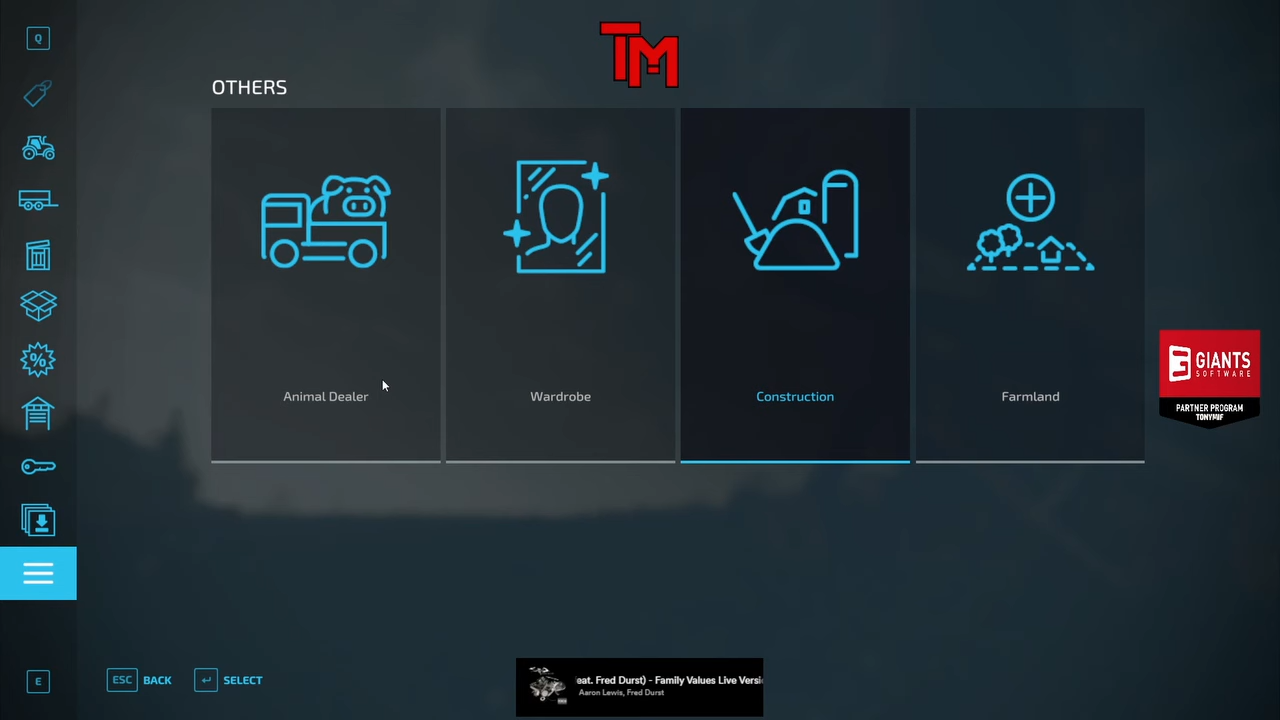 Q
TM
OTHERS
%
Animal Dealer
Wardrobe
Construction
Farmland
GIANTS
SOFTWARE
PARTNER PROGRAM
TONYMIF
E
ESC BACK
SELECT
eat. Fred Durst) - Family Values Live Versi
Aaron Lewis, Fred Durst